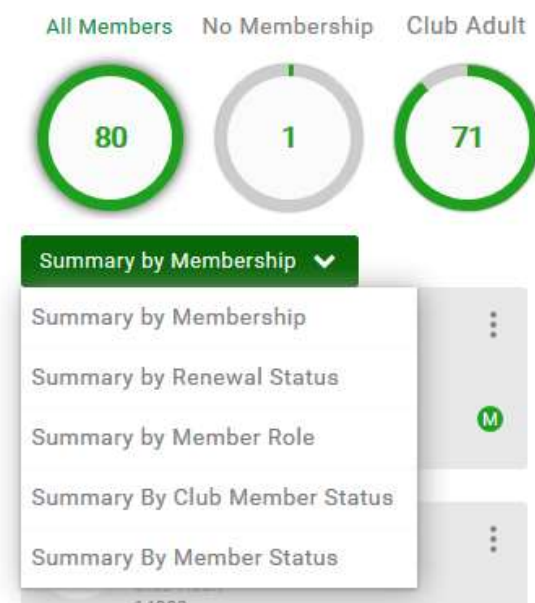 All Members No Membership Club Adult
80 1 71
Summary by Membership
Summary by Membership
Summary by Renewal Status
M
Summary by Member Role
Summary By Club Member Status
Summary By Member Status